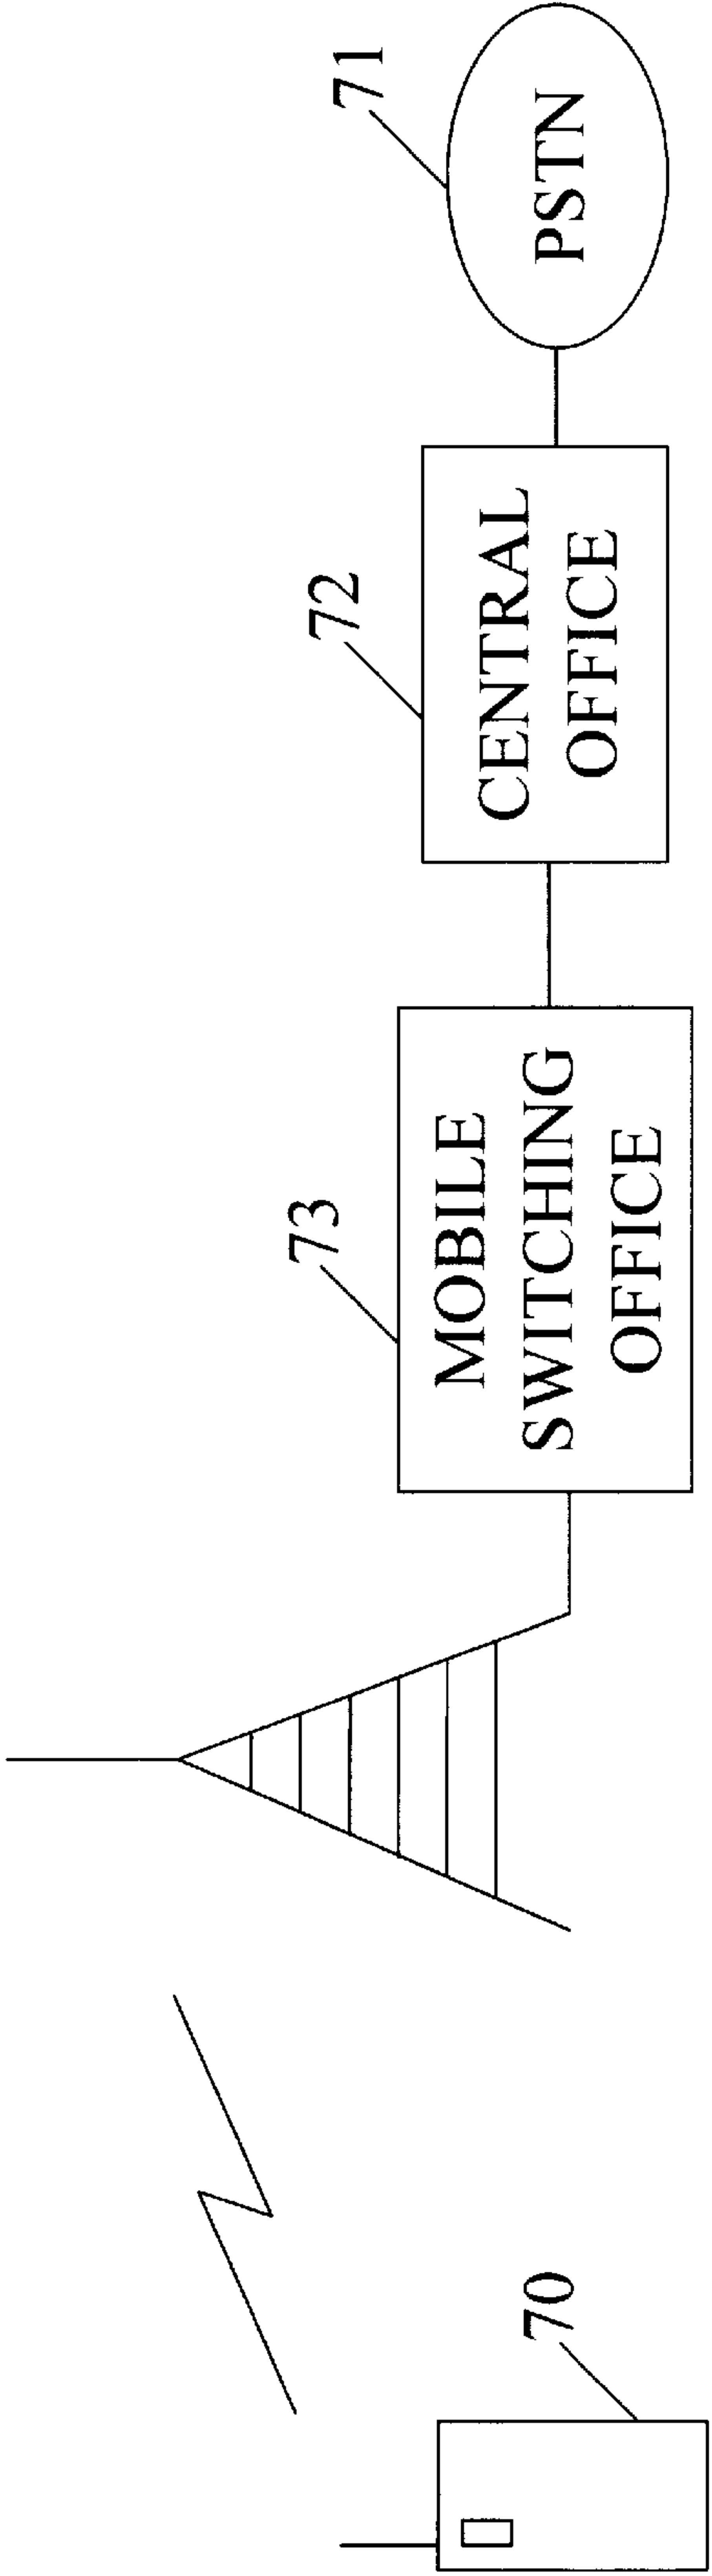 70
73
MOBILE
SWITCHING
OFFICE
72
CENTRAL
OFFICE
71
PSTN